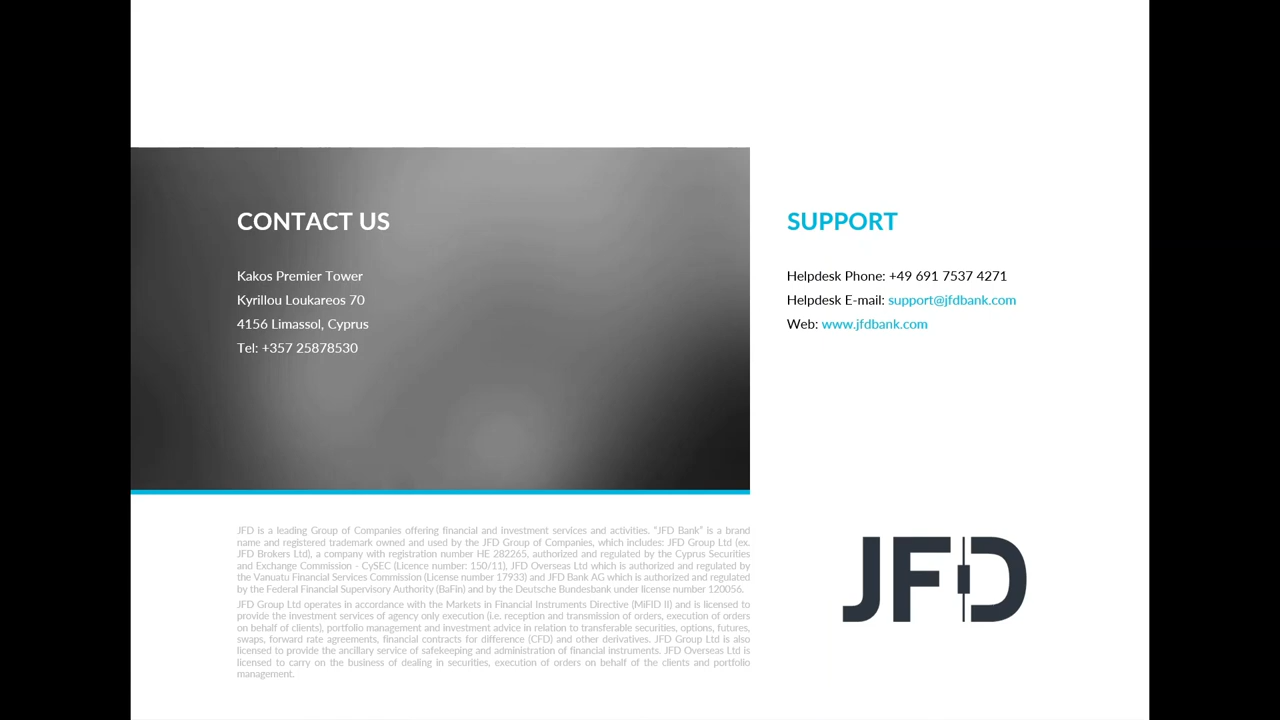 CONTACT US
Kakos Premier Tower
Kyrillou Loukareos 70
4156 Limassol, Cyprus
Tel: +357 25878530
SUPPORT
Helpdesk Phone: +49 691 7537 4271
Helpdesk E-mail: support@jfdbank.com
Web: www.jfdbank.com
JFD is a leading Group of Companies offering financial and investment services and activities. “JFD Bank” is a brand
name and registered trademark owned and used by the JFD Group of Companies, which includes: JFD Group Ltd (ex.
JFD Brokers Ltd), a company with registration number HE 282265, authorized and regulated by the Cyprus Securities
and Exchange Commission - CySEC (Licence number: 150/11), JFD Overseas Ltd which is authorized and regulated by
the Vanuatu Financial Services Commission (License number 17933) and JFD Bank AG which is authorized and regulated
by the Federal Financial Supervisory Authority (BaFin) and by the Deutsche Bundesbank under license number 120056.
JFD Group Ltd operates in accordance with the Markets in Financial Instruments Directive (MiFID II) and is licensed to
provide the investment services of agency only execution (i.e. reception and transmission of orders, execution of orders
on behalf of clients), portfolio management and investment advice in relation to transferable securities, options, futures,
swaps, forward rate agreements, financial contracts for difference (CFD) and other derivatives. JFD Group Ltd is also
licensed to provide the ancillary service of safekeeping and administration of financial instruments. JFD Overseas Ltd is
licensed to carry on the business of dealing in securities, execution of orders on behalf of the clients and portfolio
management.
JFD